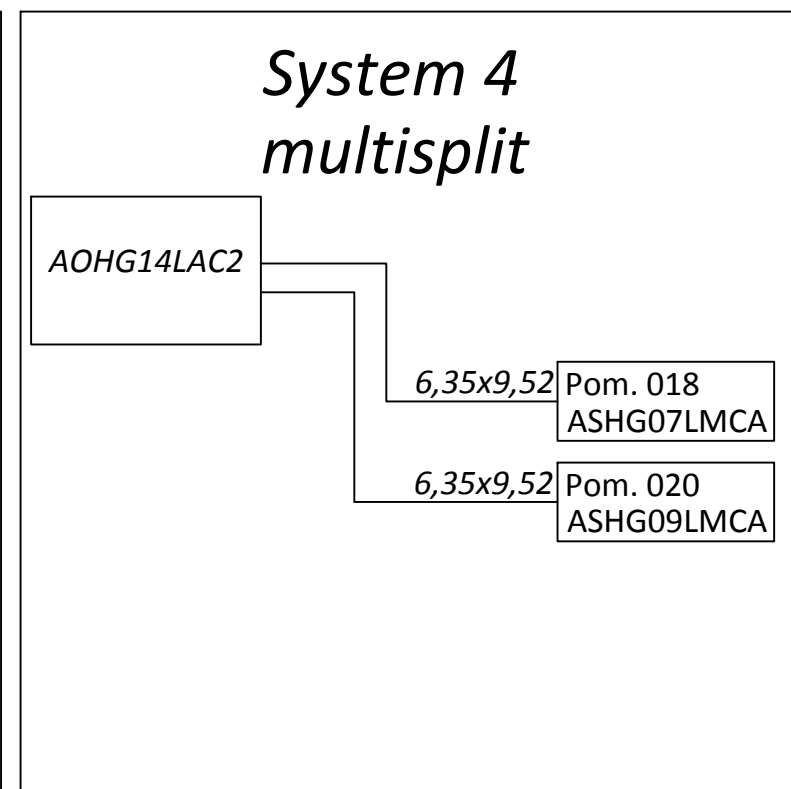 System 4
multisplit
AOHG14LAC2
6,35x9,52
Pom. 018
ASHG07LMCA
6,35x9,52
Pom. 020
ASHG09LMCA